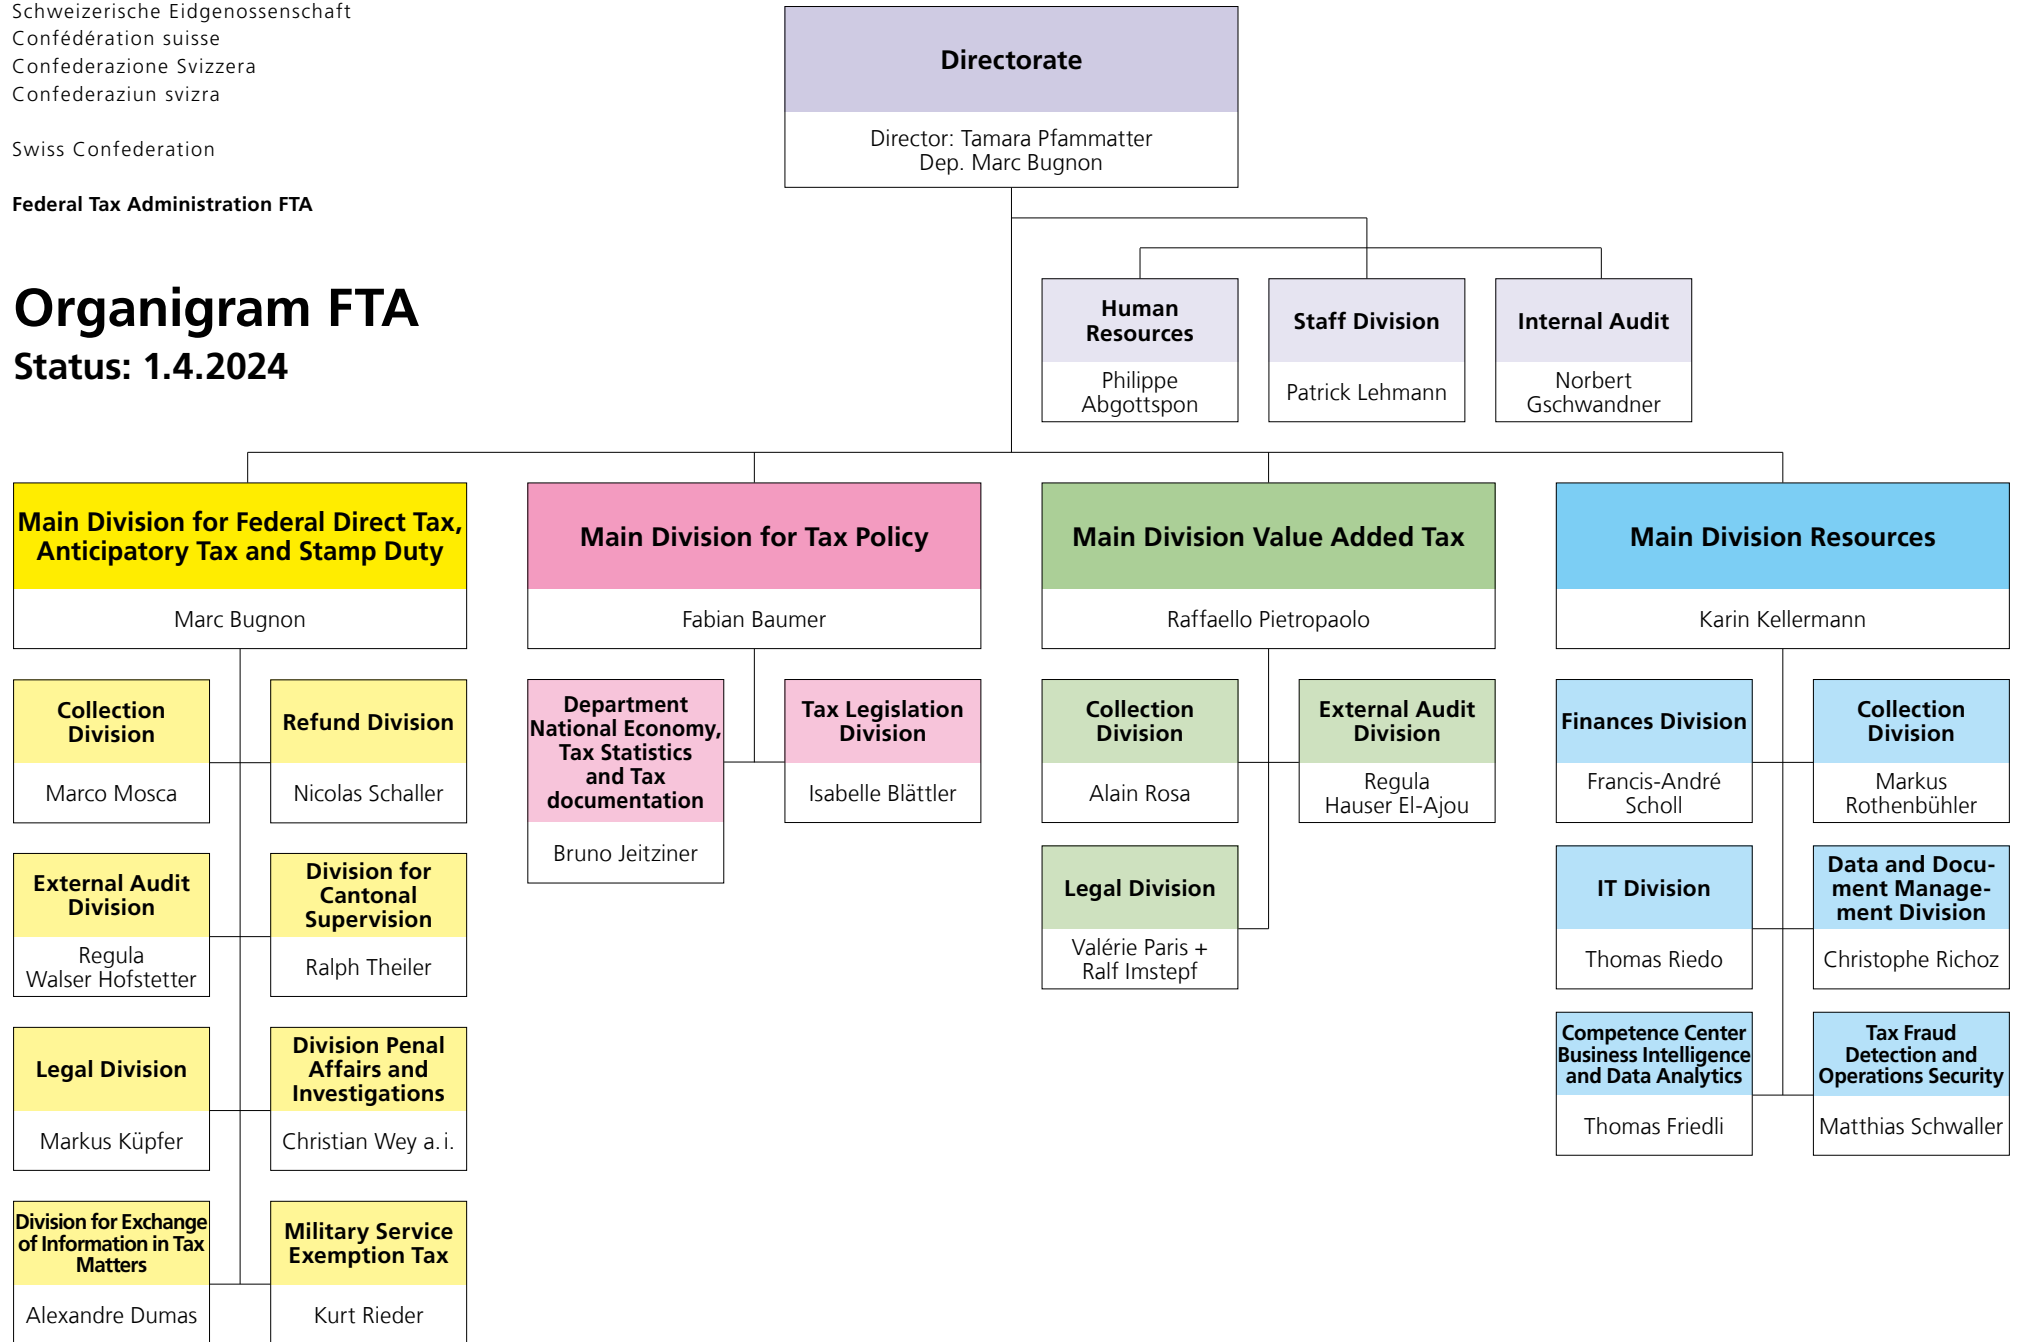 Schweizerische Eidgenossenschaft
Confédération suisse
Confederazione Svizzera
Confederaziun svizra
Swiss Confederation
Federal Tax Administration FTA
Organigram FTA
Status: 1.4.2024
Directorate
Director: Tamara Pfammatter
Dep. Marc Bugnon
Human
Resources
Philippe
Abgottspon
Staff Division
Patrick Lehmann
Internal Audit
Norbert
Gschwandner
Main Division for Federal Direct Tax,
Anticipatory Tax and Stamp Duty
Marc Bugnon
Collection
Division
Marco Mosca
Refund Division
Nicolas Schaller
External Audit
Division
Regula
Walser Hofstetter
Division for
Cantonal
Supervision
Ralph Theiler
Legal Division
Markus Küpfer
Division Penal
Affairs and
Investigations
Christian Wey a. i.
Division for Exchange
of Information in Tax
Matters
Alexandre Dumas
Military Service
Exemption Tax
Kurt Rieder
Main Division for Tax Policy
Fabian Baumer
Department
National Economy,
Tax Statistics
and Tax
documentation
Bruno Jeitziner
Tax Legislation
Division
Isabelle Blättler
Main Division Value Added Tax
Raffaello Pietropaolo
Collection
Division
Alain Rosa
External Audit
Division
Regula
Hauser El-Ajou
Legal Division
Valérie Paris +
Ralf Imstepf
Main Division Resources
Karin Kellermann
Finances Division
Francis-André
Scholl
Collection
Division
Markus
Rothenbühler
IT Division
Thomas Riedo
Data and Docu-
ment Manage-
ment Division
Christophe Richoz
Competence Center
Business Intelligence
and Data Analytics
Thomas Friedli
Tax Fraud
Detection and
Operations Security
Matthias Schwaller